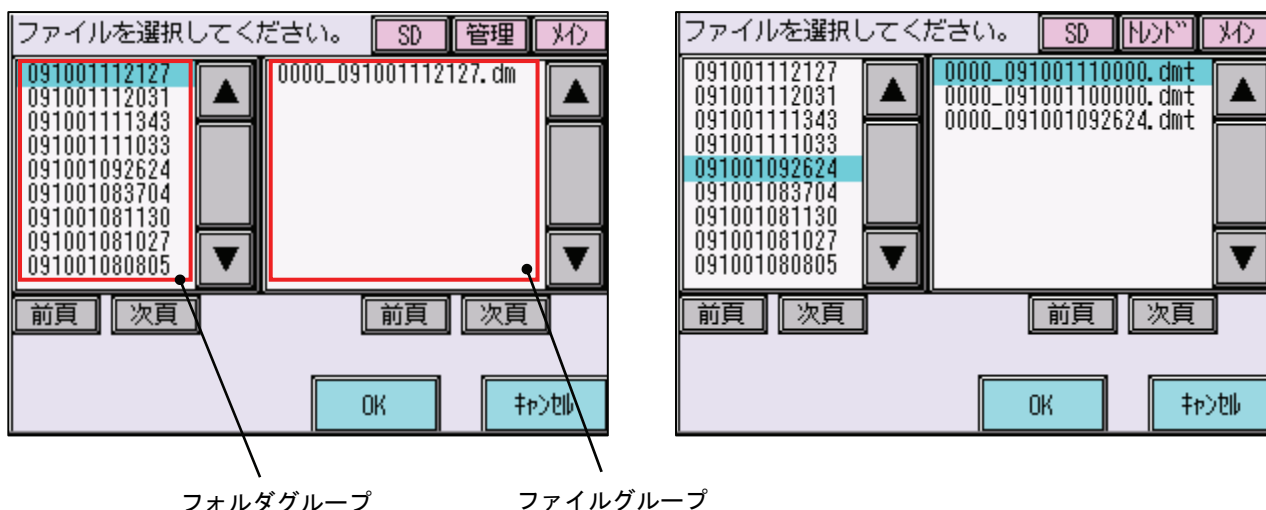 ファイルを選択してください。 SD 管理 メイン
091001112127
091001112031
091001111343
091001111033
091001092624
091001083704
091001081130
091001081027
091001080805
0000_091001112127.dm
前頁 次頁 前頁 次頁
OK キャンセル
フォルダグループ ファイルグループ
ファイルを選択してください。 SD トレンド メイン
091001112127
091001112031
091001111343
091001111033
091001092624
091001083704
091001081130
091001081027
091001080805
0000_091001110000.dmt
0000_091001100000.dmt
0000_091001092624.dmt
前頁 次頁 前頁 次頁
OK キャンセル